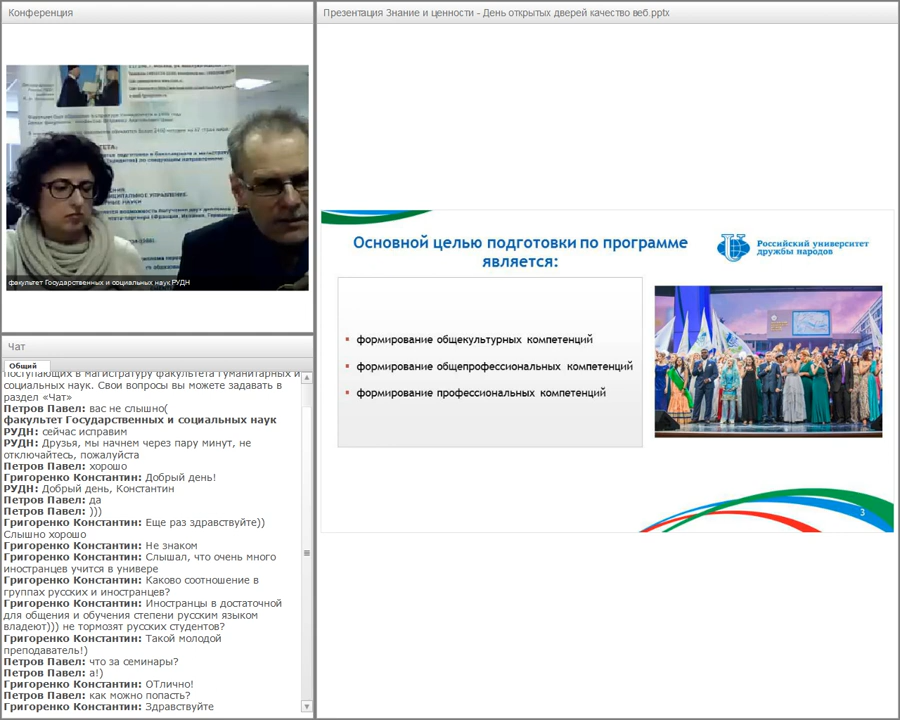 Конференция
факультет Государственных и социальных наук РУДН
Чат
Общий
поступающих в магистратуру факультета гуманитарных и
социальных наук. Свои вопросы вы можете задавать в
раздел «Чат»
Петров Павел: вас не слышно(
факультет Государственных и социальных наук
РУДН: сейчас исправим
РУДН: Друзья, мы начнем через пару минут, не
отключайтесь, пожалуйста
Петров Павел: хорошо
Григоренко Константин: Добрый день!
РУДН: Добрый день, Константин
Петров Павел: да
Петров Павел: )))
Григоренко Константин: Еще раз здравствуйте))
Слышно хорошо
Григоренко Константин: Не знаком
Григоренко Константин: Слышал, что очень много
иностранцев учится в универе
Григоренко Константин: Каково соотношение в
группах русских и иностранцев?
Григоренко Константин: Иностранцы в достаточной
для общения и обучения степени русским языком
владеют))) не тормозят русских студентов?
Григоренко Константин: Такой молодой
преподаватель!)
Петров Павел: что за семинары?
Петров Павел: а!)
Григоренко Константин: ОТлично!
Петров Павел: как можно попасть?
Григоренко Константин: Здравствуйте
Презентация Знание и ценности - День открытых дверей качество веб.pptx
Основной целью подготовки по программе
является:
Российский университет
дружбы народов
формирование общекультурных компетенций
формирование общепрофессиональных компетенций
формирование профессиональных компетенций
3